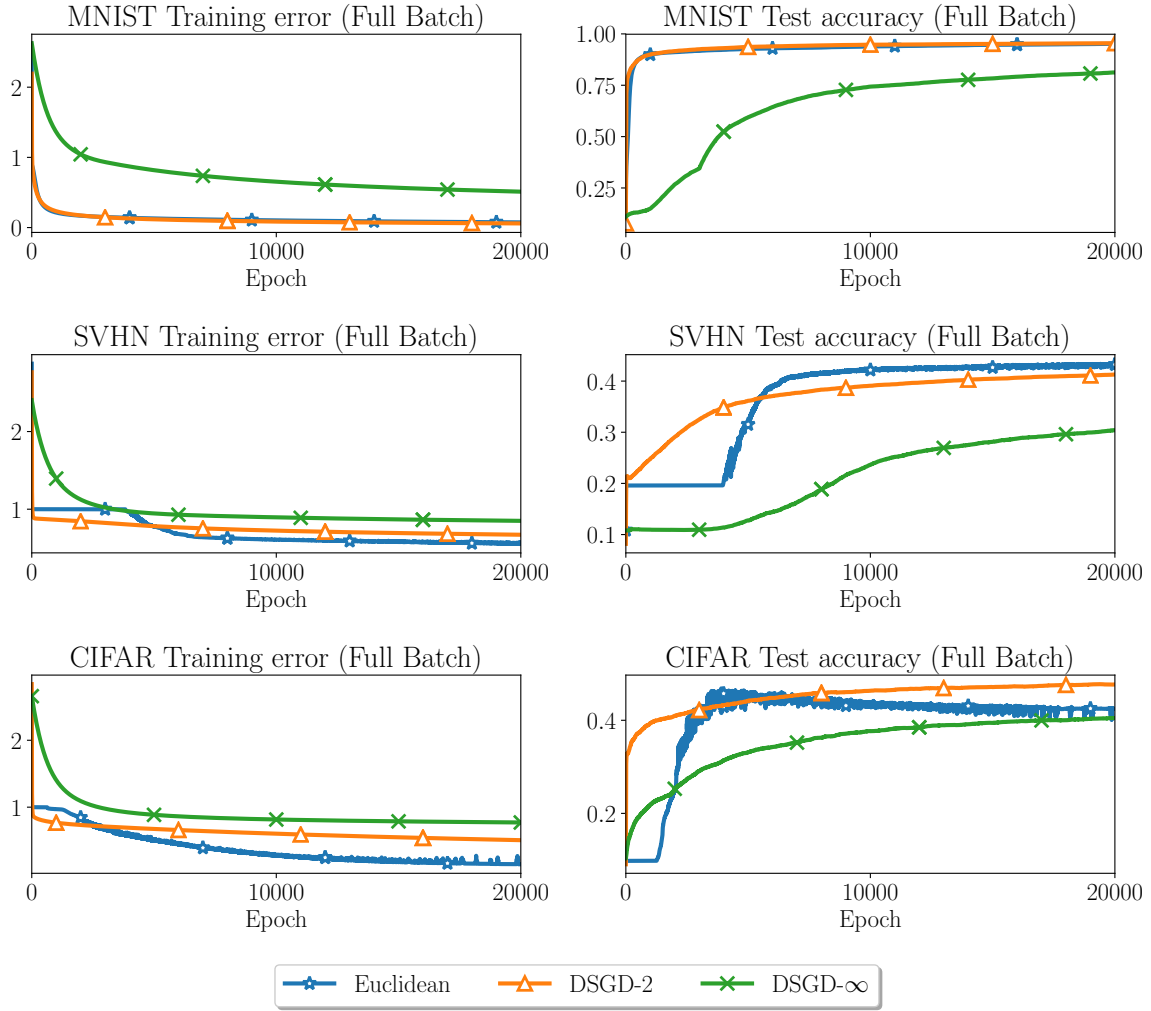 MNIST Training error (Full Batch)
2
1
0
0 10000 20000
Epoch
MNIST Test accuracy (Full Batch)
1.00
0.75
0.50
0.25
0 10000 20000
Epoch
SVHN Training error (Full Batch)
2
1
0 10000 20000
Epoch
SVHN Test accuracy (Full Batch)
0.4
0.3
0.2
0.1
0 10000 20000
Epoch
CIFAR Training error (Full Batch)
2
1
0 10000 20000
Epoch
CIFAR Test accuracy (Full Batch)
0.4
0.2
0 10000 20000
Epoch
Euclidean DSGD-2 DSGD-∞